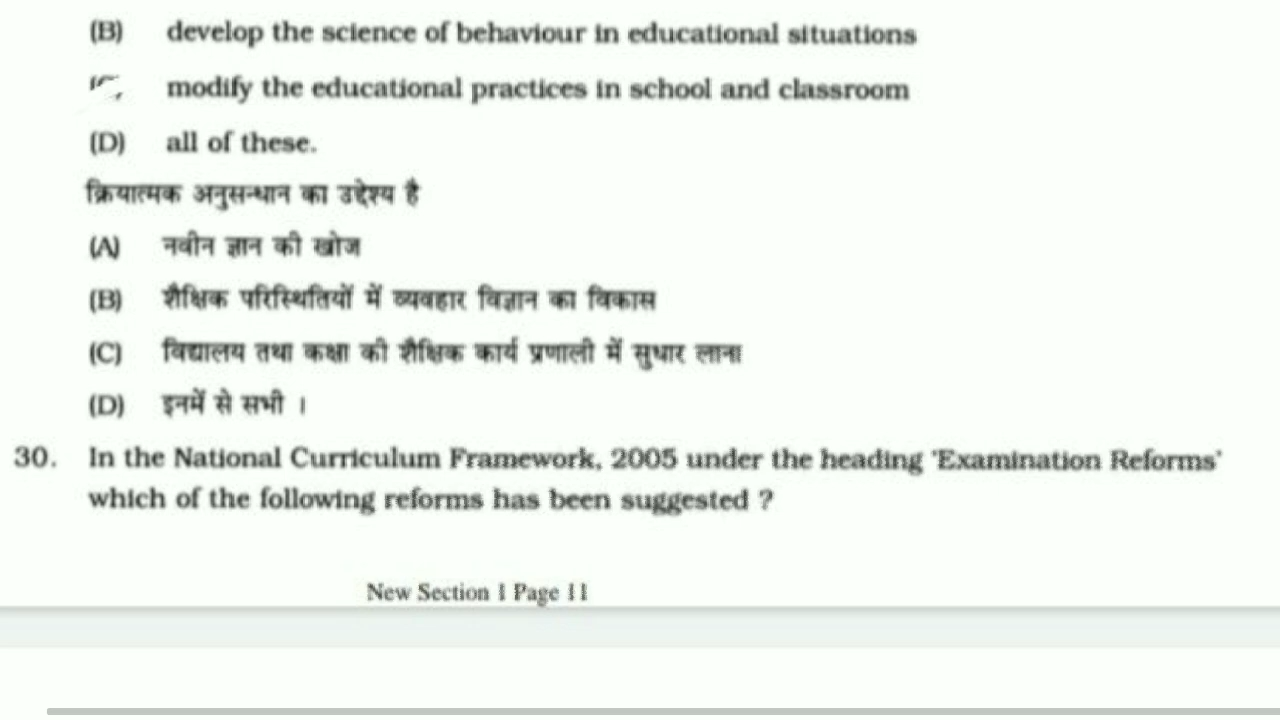 (B) develop the science of behaviour in educational situations
modify the educational practices in school and classroom
(D) all of these.
क्रियात्मक अनुसन्धान का उद्देश्य है
(A) नवीन ज्ञान की खोज
(B) शैक्षिक परिस्थितियों में व्यवहार विज्ञान का विकास
(C) विद्यालय तथा कक्षा की शैक्षिक कार्य प्रणाली में सुधार लाना
(D) इनमें से सभी ।
30. In the National Curriculum Framework, 2005 under the heading 'Examination Reforms'
which of the following reforms has been suggested ?
New Section 1 Page 11